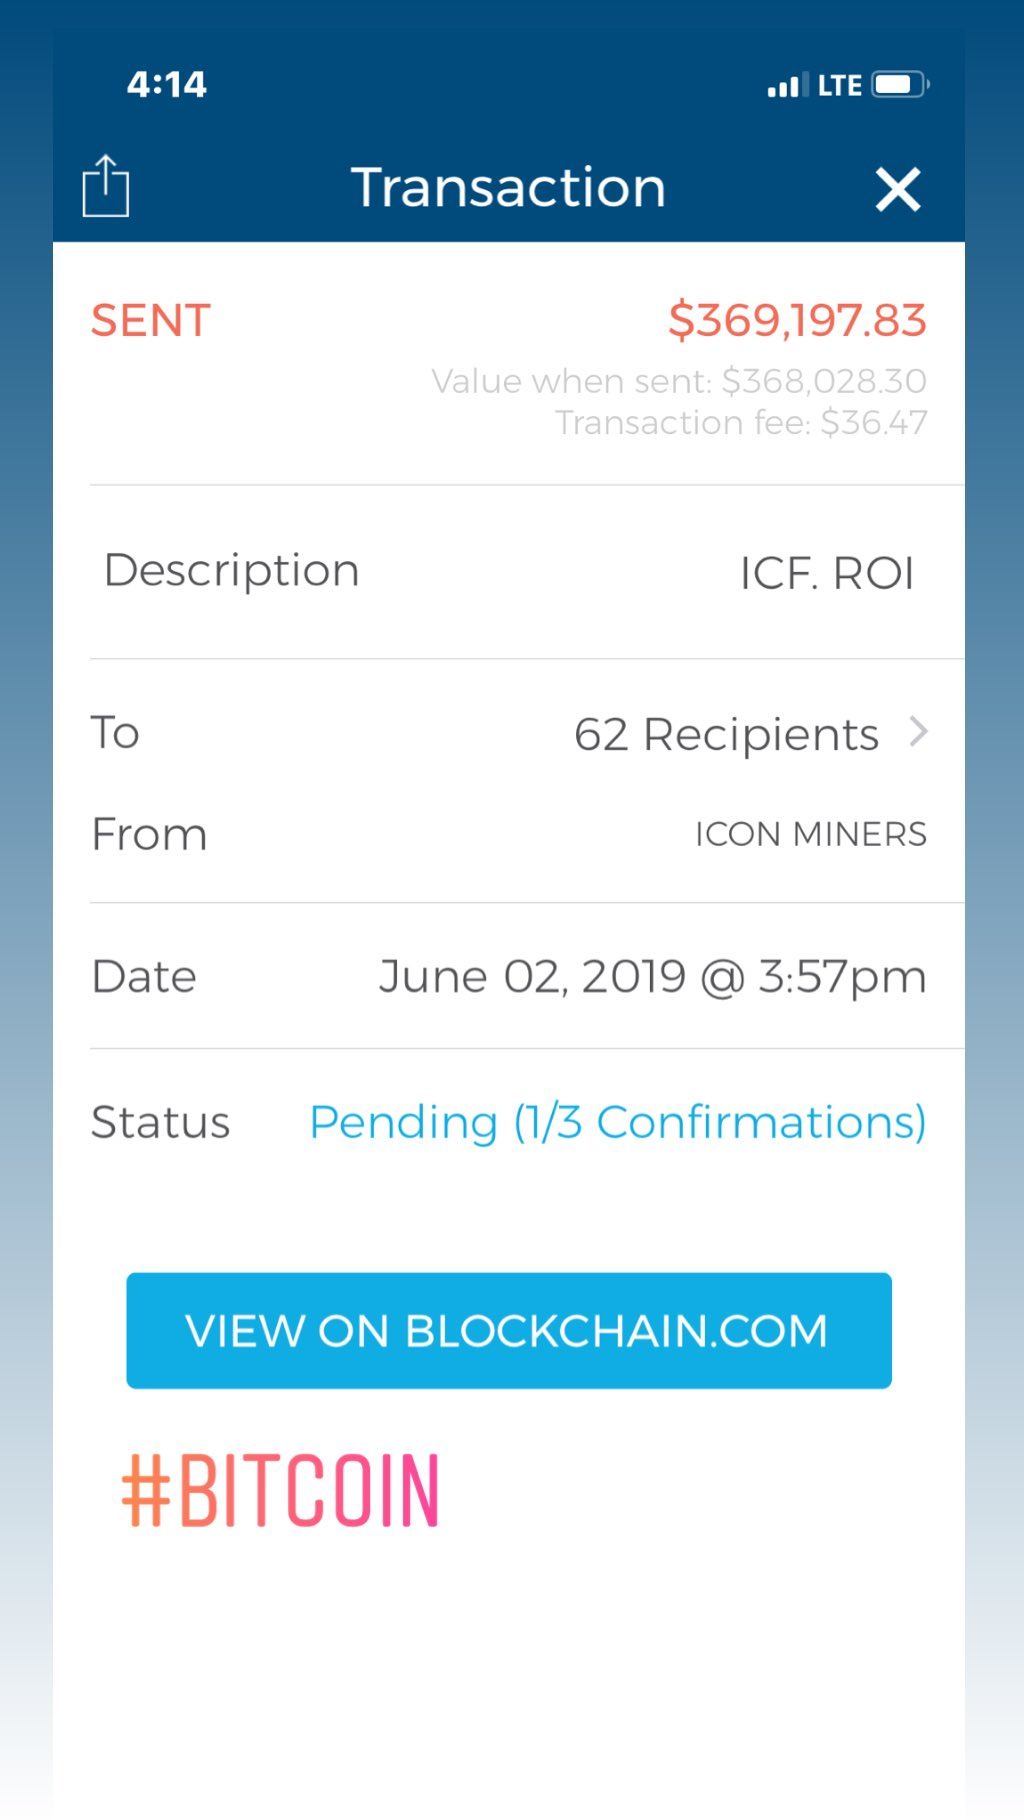 4:14 LTE
Transaction
SENT $369,197.83
Value when sent: $368,028.30
Transaction fee: $36.47
Description ICF. ROI
To 62 Recipients
From ICON MINERS
Date June 02, 2019 @ 3:57pm
Status Pending (1/3 Confirmations)
VIEW ON BLOCKCHAIN.COM
#BITCOIN